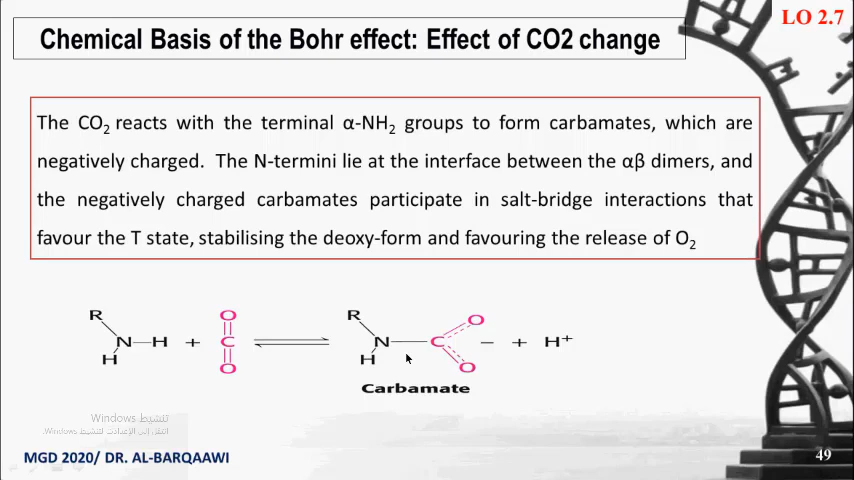 LO 2.7
Chemical Basis of the Bohr effect: Effect of CO2 change
The CO2 reacts with the terminal α-NH2 groups to form carbamates, which are
negatively charged. The N-termini lie at the interface between the αβ dimers, and
the negatively charged carbamates participate in salt-bridge interactions that
favour the T state, stabilising the deoxy-form and favouring the release of O2
R
N—H
H
+
O
C
O
R
N
H
C
O
O
− + H+
Carbamate
تنشيط Windows
انتقل إلى الإعدادات لتنشيط Windows.
MGD 2020/ DR. AL-BARQAAWI
49